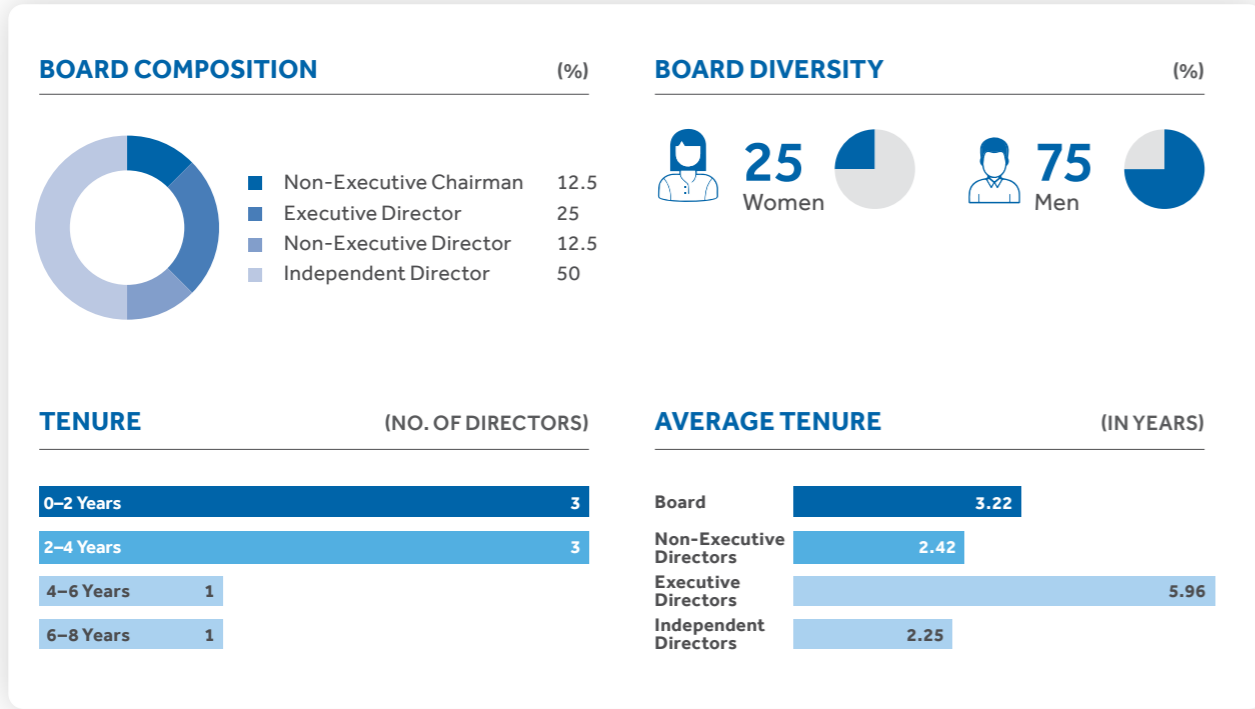 BOARD COMPOSITION (%)
Non-Executive Chairman 12.5
Executive Director 25
Non-Executive Director 12.5
Independent Director 50
BOARD DIVERSITY (%)
25
Women
75
Men
TENURE (NO. OF DIRECTORS)
0–2 Years 3
2–4 Years 3
4–6 Years 1
6–8 Years 1
AVERAGE TENURE (IN YEARS)
Board 3.22
Non-Executive
Directors 2.42
Executive
Directors 5.96
Independent
Directors 2.25